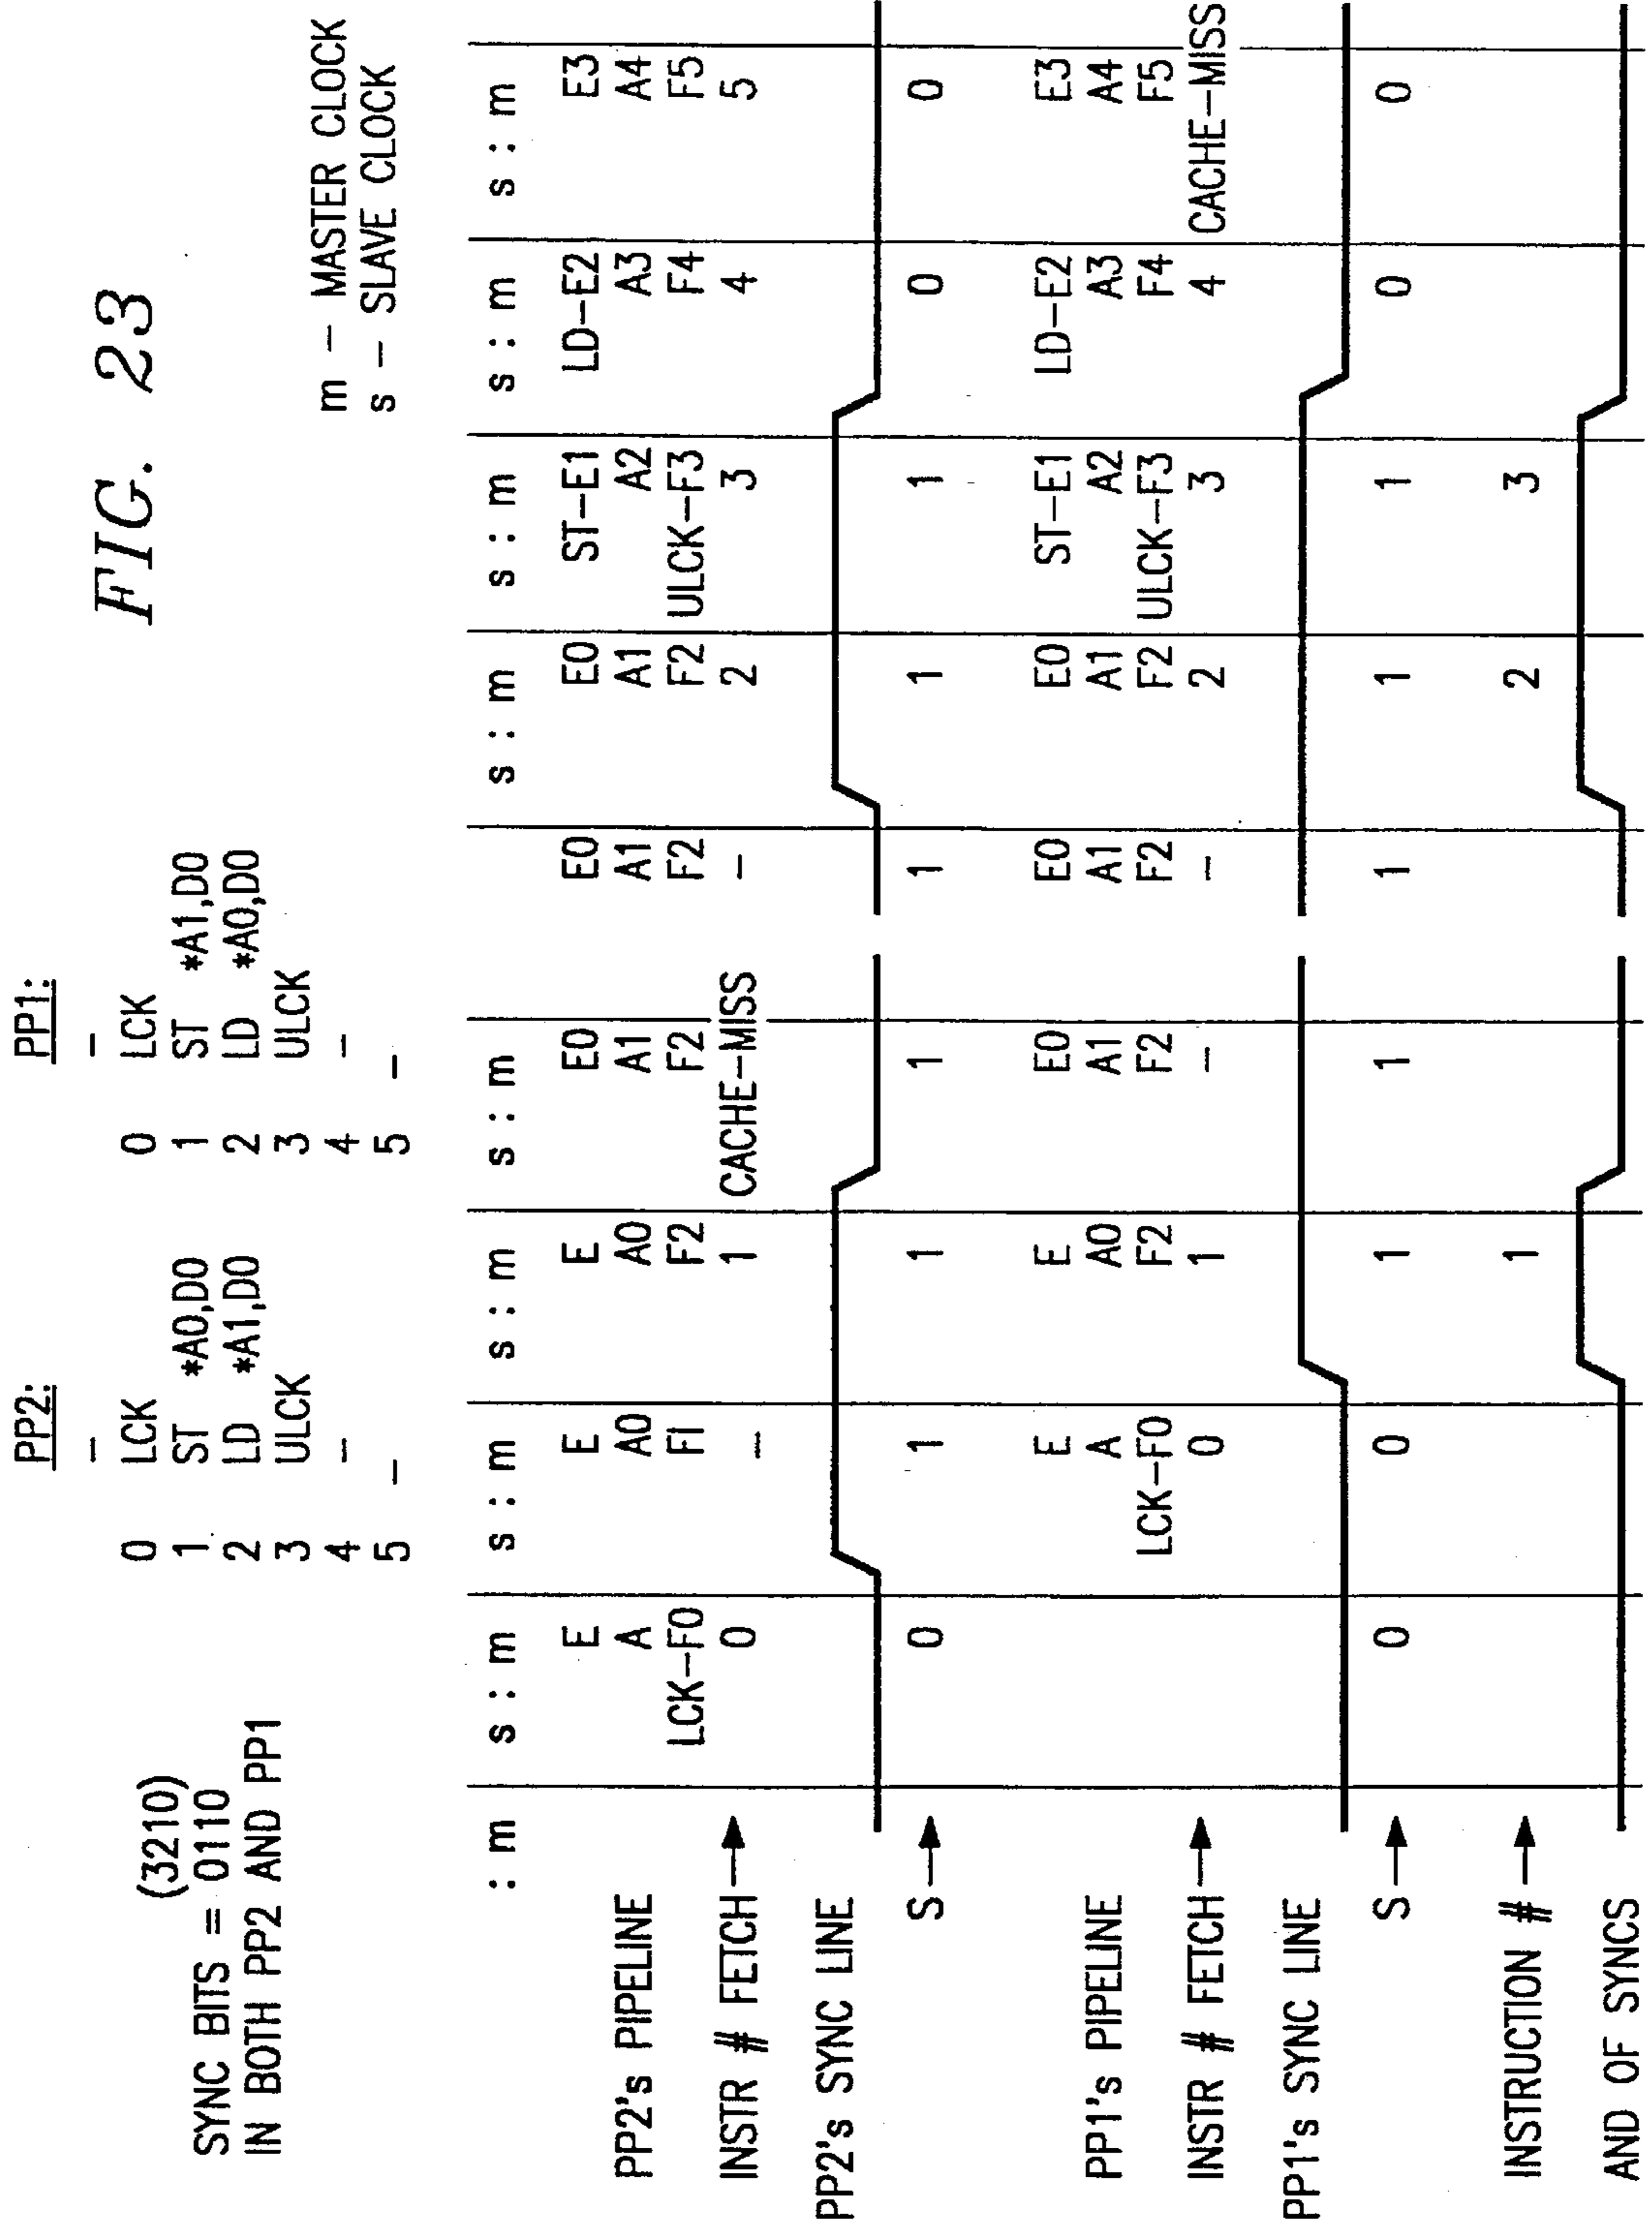 FIG. 23
(3210)
SYNC BITS = 0110
IN BOTH PP2 AND PP1
PP2:
–
0 LCK
1 ST *A0,D0
2 LD *A1,D0
3 ULCK
4 –
5 –
PP1:
–
0 LCK
1 ST *A1,D0
2 LD *A0,D0
3 ULCK
4 –
5 –
m – MASTER CLOCK
s – SLAVE CLOCK
: m s : m s : m s : m s : m s : m s : m s : m s : m
PP2's PIPELINE
E E E E0 E0 E0 ST–E1 LD–E2 E3
A A0 A0 A1 A1 A1 A2 A3 A4
LCK–F0 F1 F2 F2 F2 F2 ULCK–F3 F4 F5
INSTR # FETCH→ 0 – 1 CACHE–MISS – 2 3 4 5
PP2's SYNC LINE
S→ 0 1 1 1 1 1 1 0 0
PP1's PIPELINE
E E E0 E0 E0 ST–E1 LD–E2 E3
A A0 A1 A1 A1 A2 A3 A4
LCK–F0 F2 F2 F2 F2 ULCK–F3 F4 F5
INSTR # FETCH→ 0 1 – – 2 3 4 CACHE–MISS
PP1's SYNC LINE
S→ 0 0 1 1 1 1 1 0 0
INSTRUCTION #→ 1 2 3
AND OF SYNCS